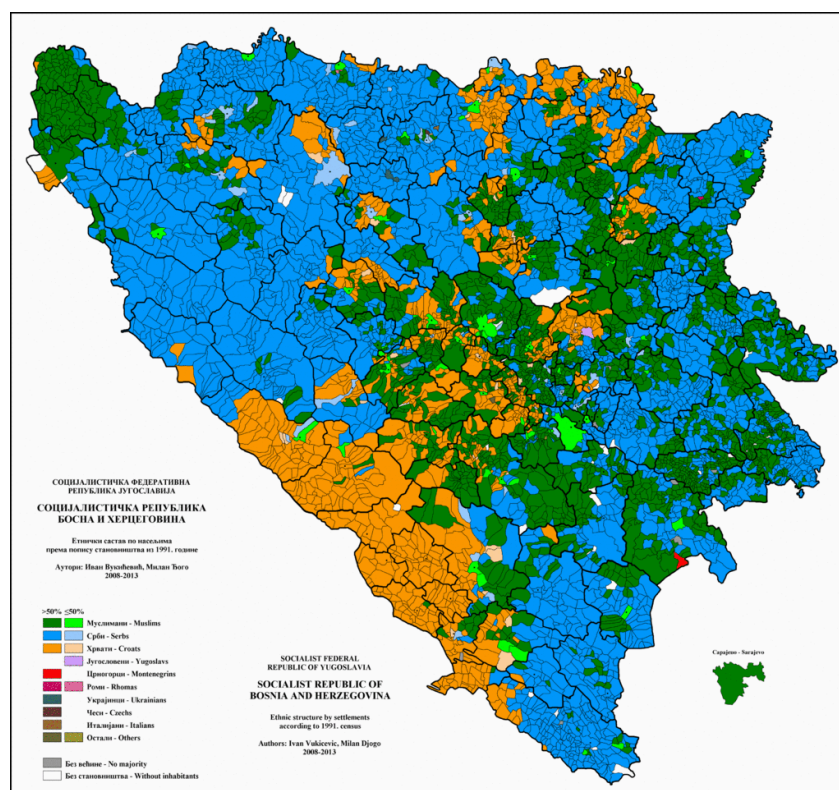 СОЦИЈАЛИСТИЧКА ФЕДЕРАТИВНА
РЕПУБЛИКА ЈУГОСЛАВИЈА
СОЦИЈАЛИСТИЧКА РЕПУБЛИКА
БОСНА И ХЕРЦЕГОВИНА
Етнички састав по насељима
према попису становништва из 1991. године
Аутори: Иван Вукићевић, Милан Ђого
2008-2013
>50% ≤50%
Муслимани - Muslims
Срби - Serbs
Хрвати - Croats
Југословени - Yugoslavs
Црногорци - Montenegrins
Роми - Rhomas
Украјинци - Ukrainians
Чеси - Czechs
Италијани - Italians
Остали - Others
Без већине - No majority
Без становништва - Without inhabitants
SOCIALIST FEDERAL
REPUBLIC OF YUGOSLAVIA
SOCIALIST REPUBLIC OF
BOSNIA AND HERZEGOVINA
Ethnic structure by settlements
according to 1991. census
Authors: Ivan Vukicevic, Milan Djogo
2008-2013
Сарајево - Sarajevo